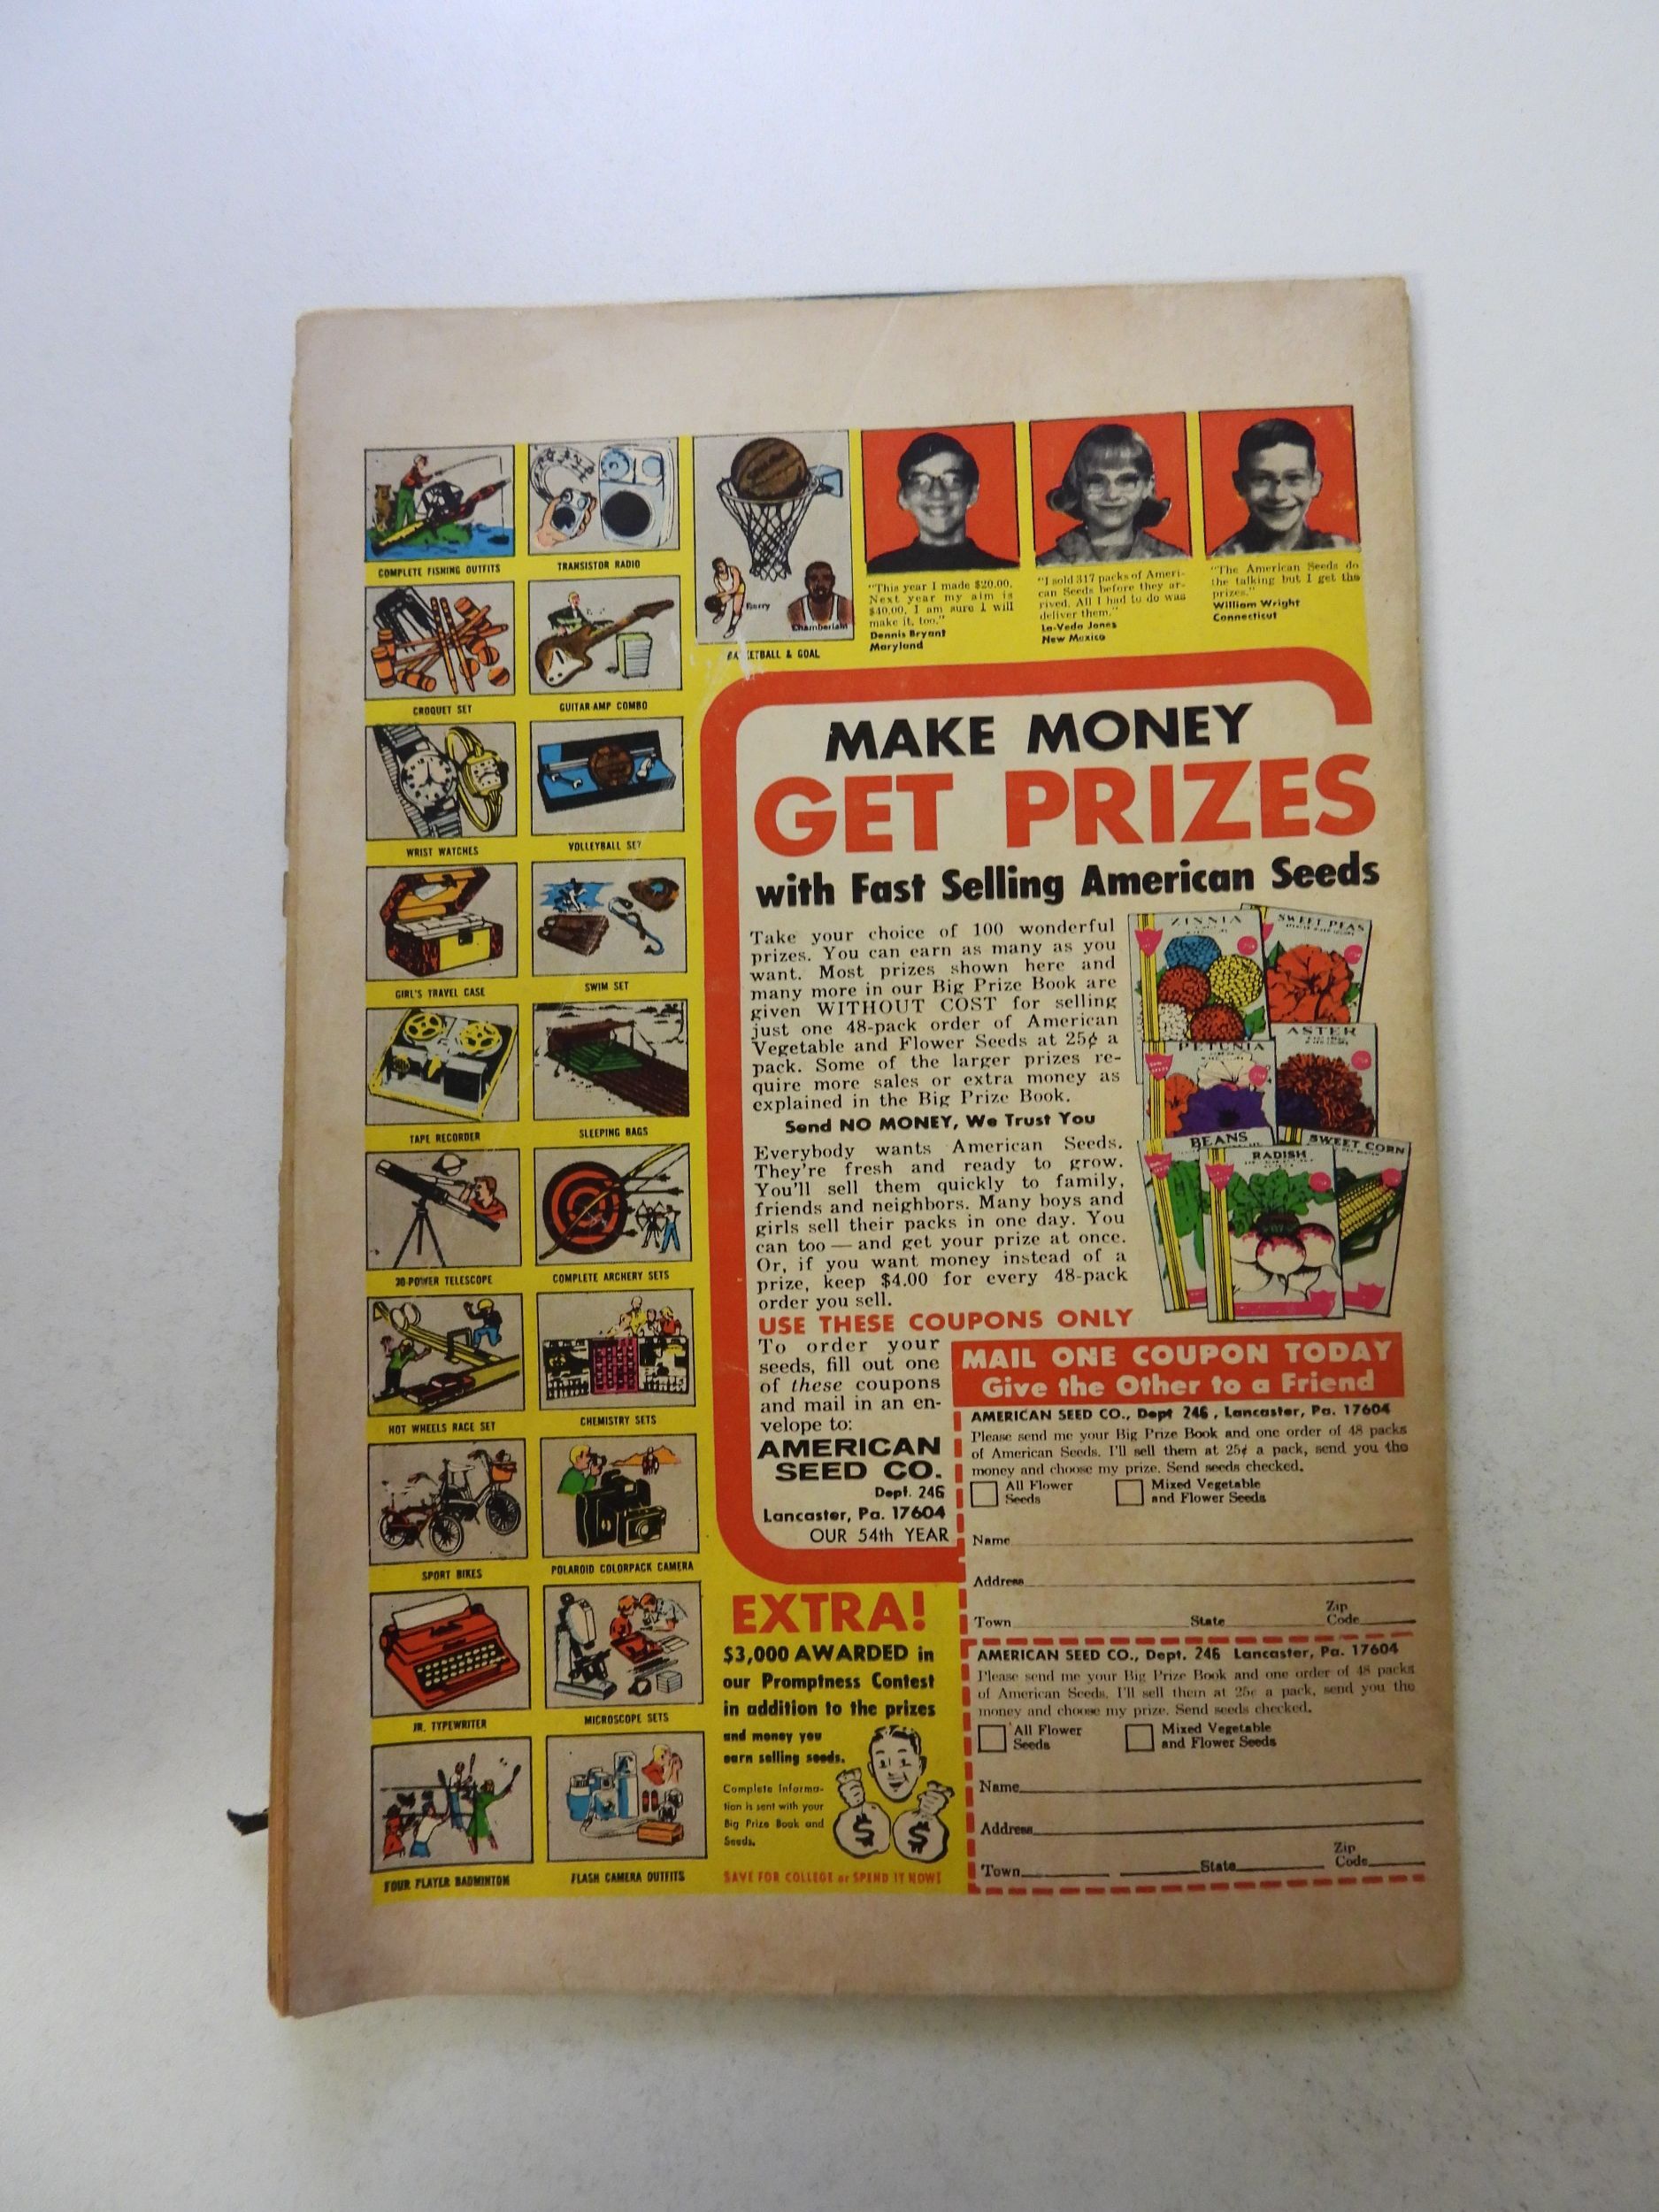 COMPLETE FISHING OUTFITS
TRANSISTOR RADIO
Berry
Chamberlain
BASKETBALL & GOAL
"This year I made $20.00.
Next year my aim is
$40.00. I am sure I will
make it, too."
Dennis Bryant
Maryland
"I sold 317 packs of Ameri-
can Seeds before they ar-
rived. All I had to do was
deliver them."
La-Veda Jones
New Mexico
"The American Seeds do
the talking but I get the
prizes."
William Wright
Connecticut
CROQUET SET
GUITAR-AMP COMBO
WRIST WATCHES
VOLLEYBALL SET
GIRL'S TRAVEL CASE
SWIM SET
TAPE RECORDER
SLEEPING BAGS
30-POWER TELESCOPE
COMPLETE ARCHERY SETS
HOT WHEELS RACE SET
CHEMISTRY SETS
SPORT BIKES
POLAROID COLORPACK CAMERA
JR. TYPEWRITER
MICROSCOPE SETS
FOUR PLAYER BADMINTON
FLASH CAMERA OUTFITS
MAKE MONEY
GET PRIZES
with Fast Selling American Seeds
Take your choice of 100 wonderful
prizes. You can earn as many as you
want. Most prizes shown here and
many more in our Big Prize Book are
given WITHOUT COST for selling
just one 48-pack order of American
Vegetable and Flower Seeds at 25¢ a
pack. Some of the larger prizes re-
quire more sales or extra money as
explained in the Big Prize Book.
Send NO MONEY, We Trust You
Everybody wants American Seeds.
They're fresh and ready to grow.
You'll sell them quickly to family,
friends and neighbors. Many boys and
girls sell their packs in one day. You
can too — and get your prize at once.
Or, if you want money instead of a
prize, keep $4.00 for every 48-pack
order you sell.
ZINNIA
SWEET PEAS
PETUNIA
ASTER
BEANS
RADISH
SWEET CORN
USE THESE COUPONS ONLY
To order your
seeds, fill out one
of these coupons
and mail in an en-
velope to:
AMERICAN
SEED CO.
Dept. 246
Lancaster, Pa. 17604
OUR 54th YEAR
EXTRA!
$3,000 AWARDED in
our Promptness Contest
in addition to the prizes
and money you
earn selling seeds.
Complete Informa-
tion is sent with your
Big Prize Book and
Seeds.
$ $
SAVE FOR COLLEGE or SPEND IT NOW!
MAIL ONE COUPON TODAY
Give the Other to a Friend
AMERICAN SEED CO., Dept 246, Lancaster, Pa. 17604
Please send me your Big Prize Book and one order of 48 packs
of American Seeds. I'll sell them at 25¢ a pack, send you the
money and choose my prize. Send seeds checked.
All Flower Seeds
Mixed Vegetable and Flower Seeds
Name
Address
Town State Zip Code
AMERICAN SEED CO., Dept. 246 Lancaster, Pa. 17604
Please send me your Big Prize Book and one order of 48 packs
of American Seeds. I'll sell them at 25¢ a pack, send you the
money and choose my prize. Send seeds checked.
All Flower Seeds
Mixed Vegetable and Flower Seeds
Name
Address
Town State Zip Code